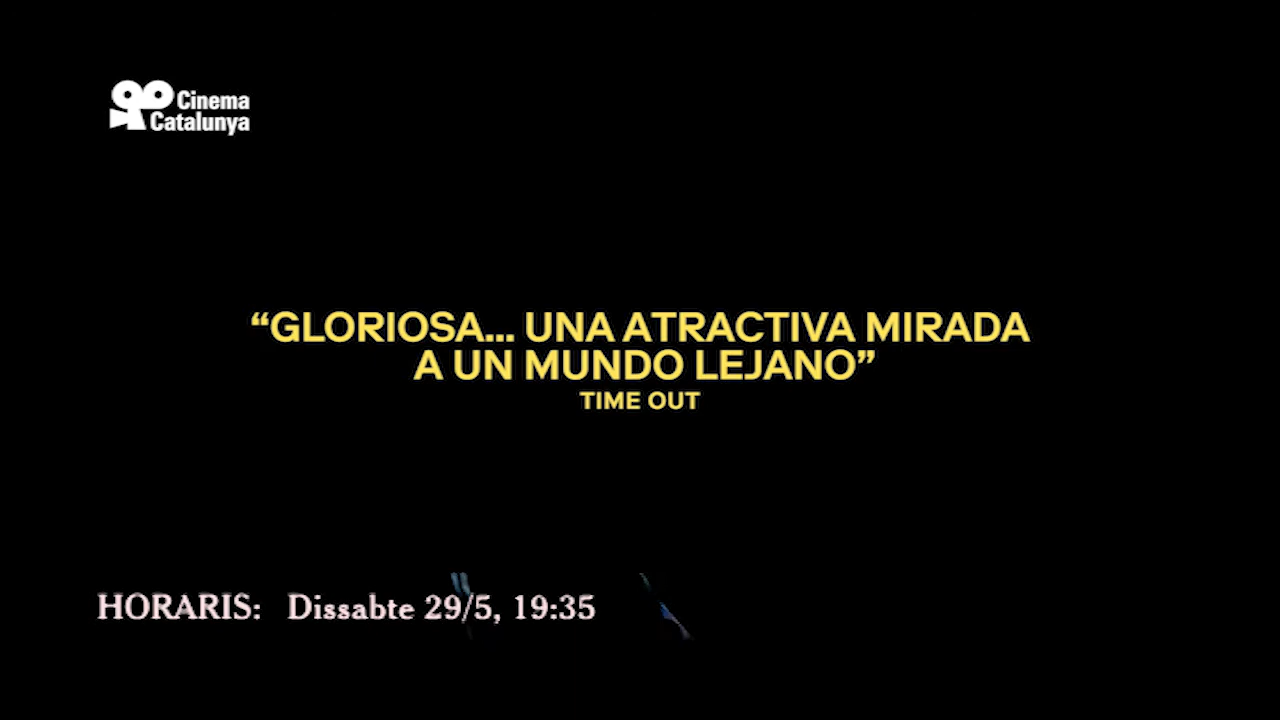 Cinema
Catalunya
“GLORIOSA... UNA ATRACTIVA MIRADA
A UN MUNDO LEJANO”
TIME OUT
HORARIS: Dissabte 29/5, 19:35